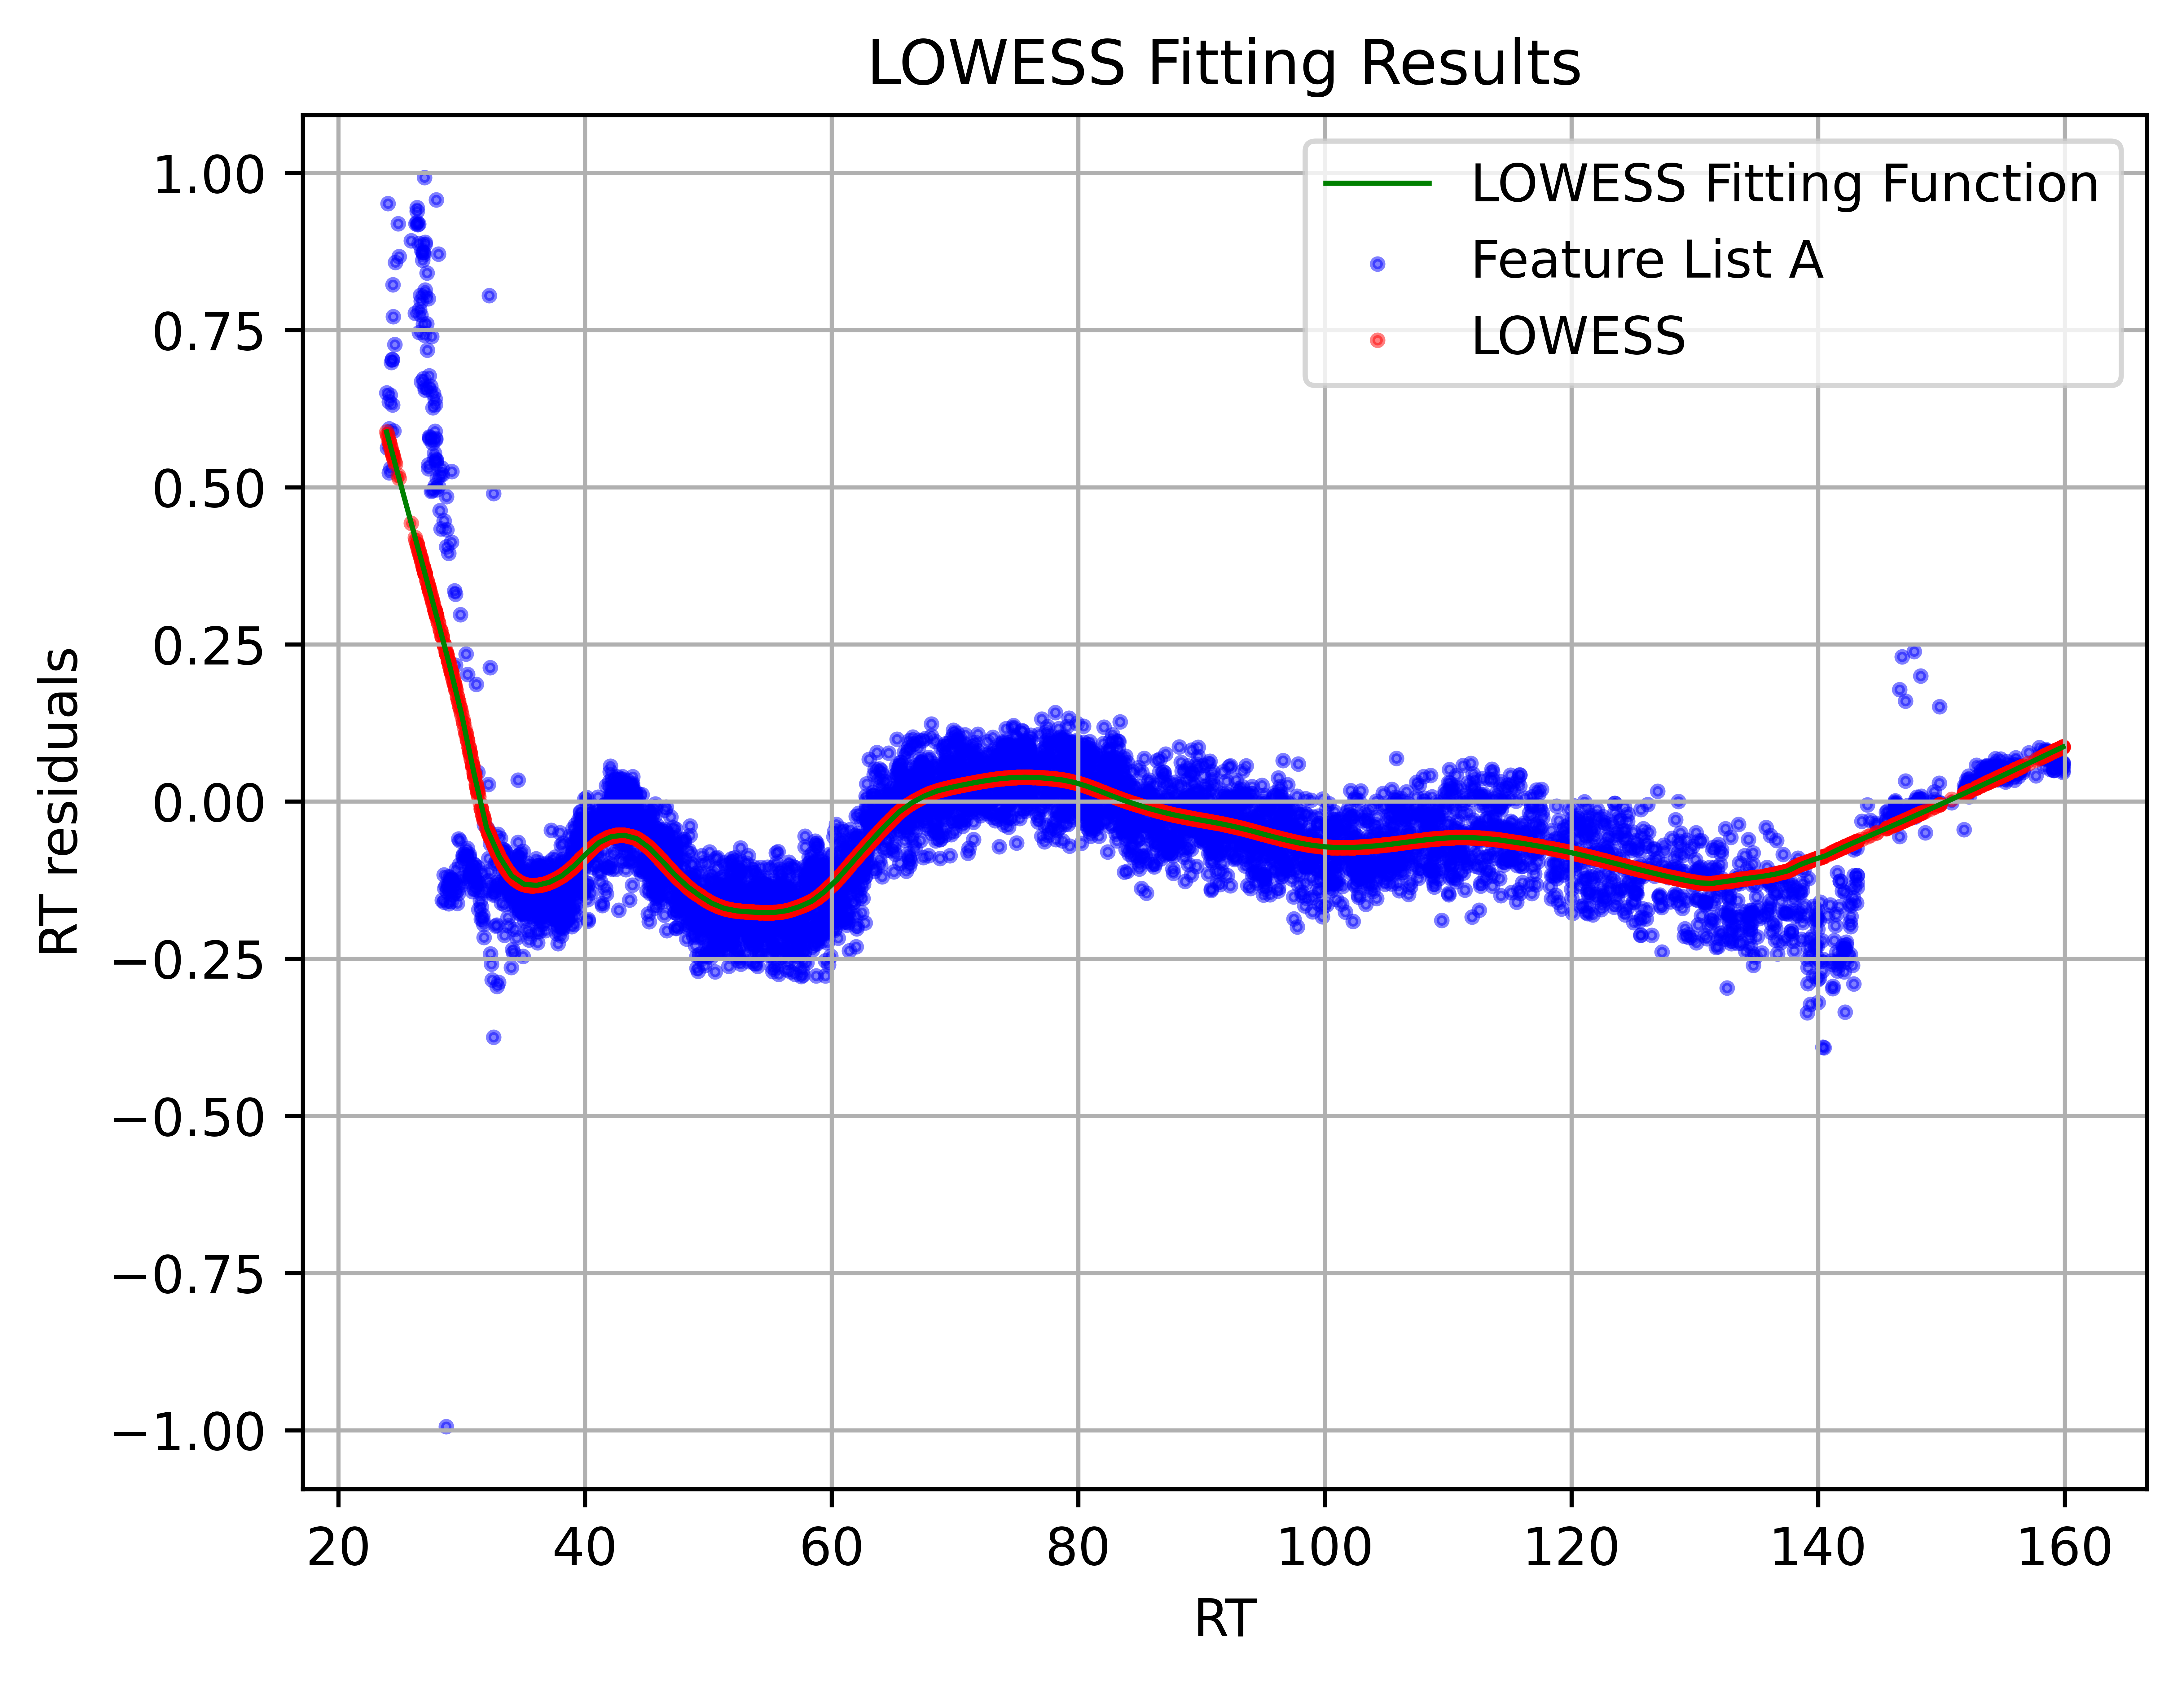 LOWESS Fitting Results
LOWESS Fitting Function
Feature List A
LOWESS
1.00
0.75
0.50
0.25
0.00
−0.25
−0.50
−0.75
−1.00
RT residuals
20 40 60 80 100 120 140 160
RT